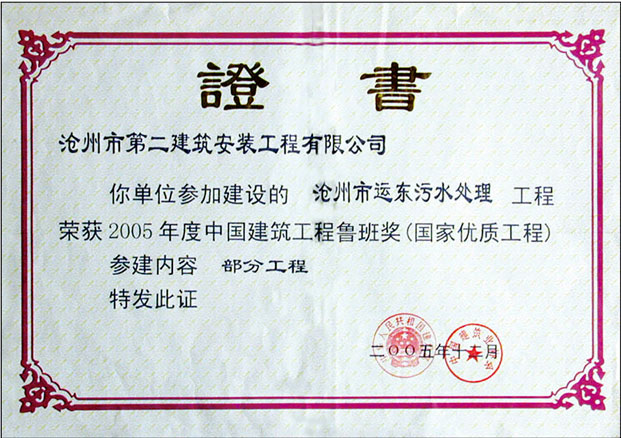 證書
沧州市第二建筑安装工程有限公司
你单位参加建设的 沧州市运东污水处理 工程
荣获2005年度中国建筑工程鲁班奖(国家优质工程)
参建内容 部分工程
特发此证
二〇〇五年十二月